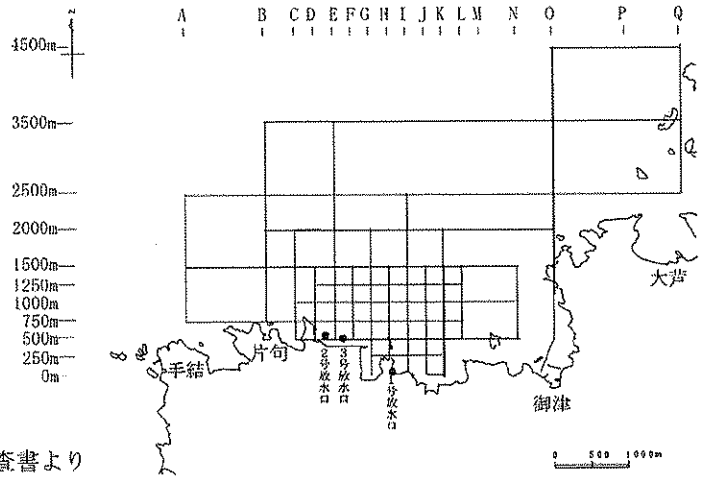 A B C D E F G H I J K L M N O P Q
N
4500m
3500m
2500m
2000m
1500m
1250m
1000m
750m
500m
250m
0m
大芦
手結
片句
2号放水口
3号放水口
1号放水口
御津
0 500 1000m
査書より